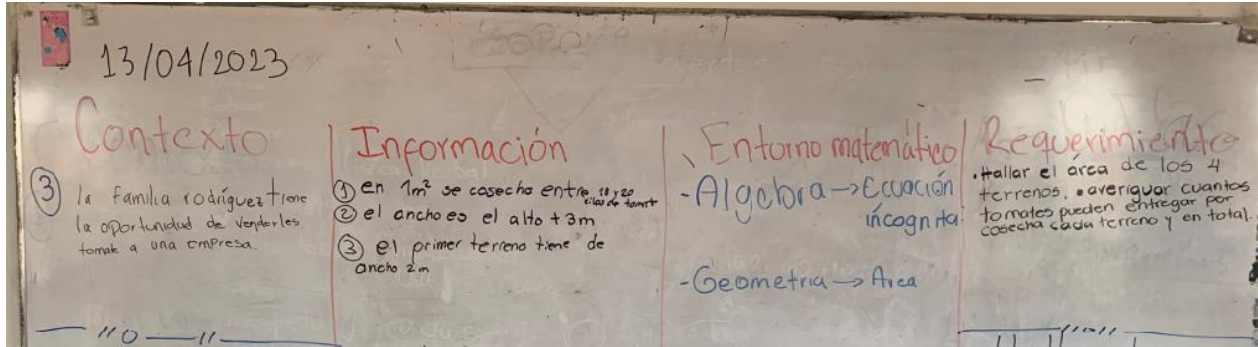 13/04/2023
Contexto
③ la familia rodríguez tiene
la oportunidad de venderles
tomate a una empresa.
Información
① en 1m² se cosecha entre 18 y 20
kilos de tomate
② el ancho es el alto + 3m
③ el primer terreno tiene de
ancho 2m
Entorno matemático
- Algebra → Ecuación
incognita
- Geometria → Area
Requerimiento
. Hallar el área de los 4
terrenos. • averiguar cuantos
tomates pueden entregar por
cosecha cada terreno y en total.